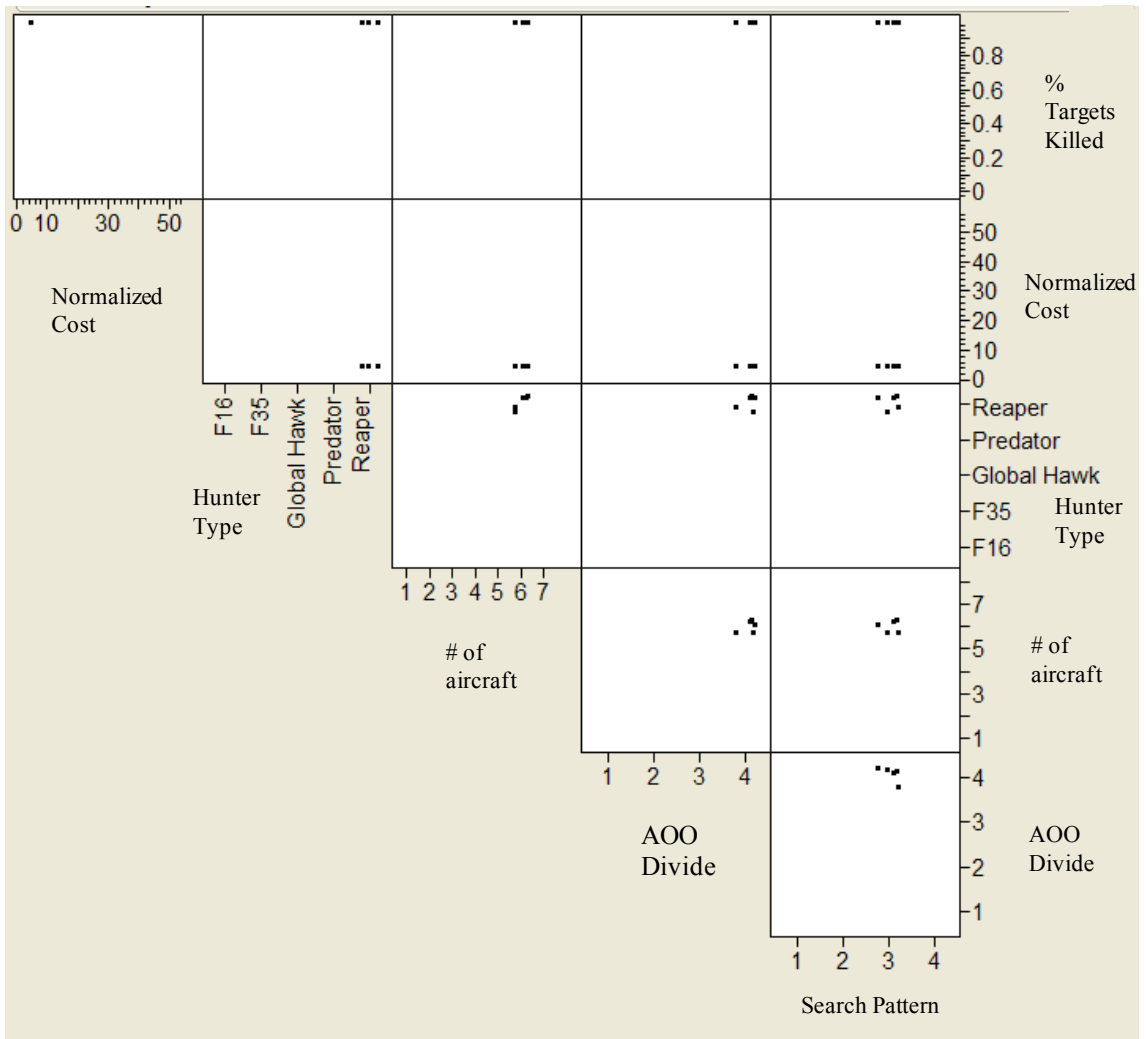 0.8
0.6
0.4
0.2
0
%
Targets
Killed
0 10 30 50
Normalized
Cost
50
40
30
20
10
0
Normalized
Cost
F16
F35
Global Hawk
Predator
Reaper
Hunter
Type
Reaper
Predator
Global Hawk
F35
F16
Hunter
Type
1 2 3 4 5 6 7
# of
aircraft
7
5
3
1
# of
aircraft
1 2 3 4
AOO
Divide
4
3
2
1
AOO
Divide
1 2 3 4
Search Pattern